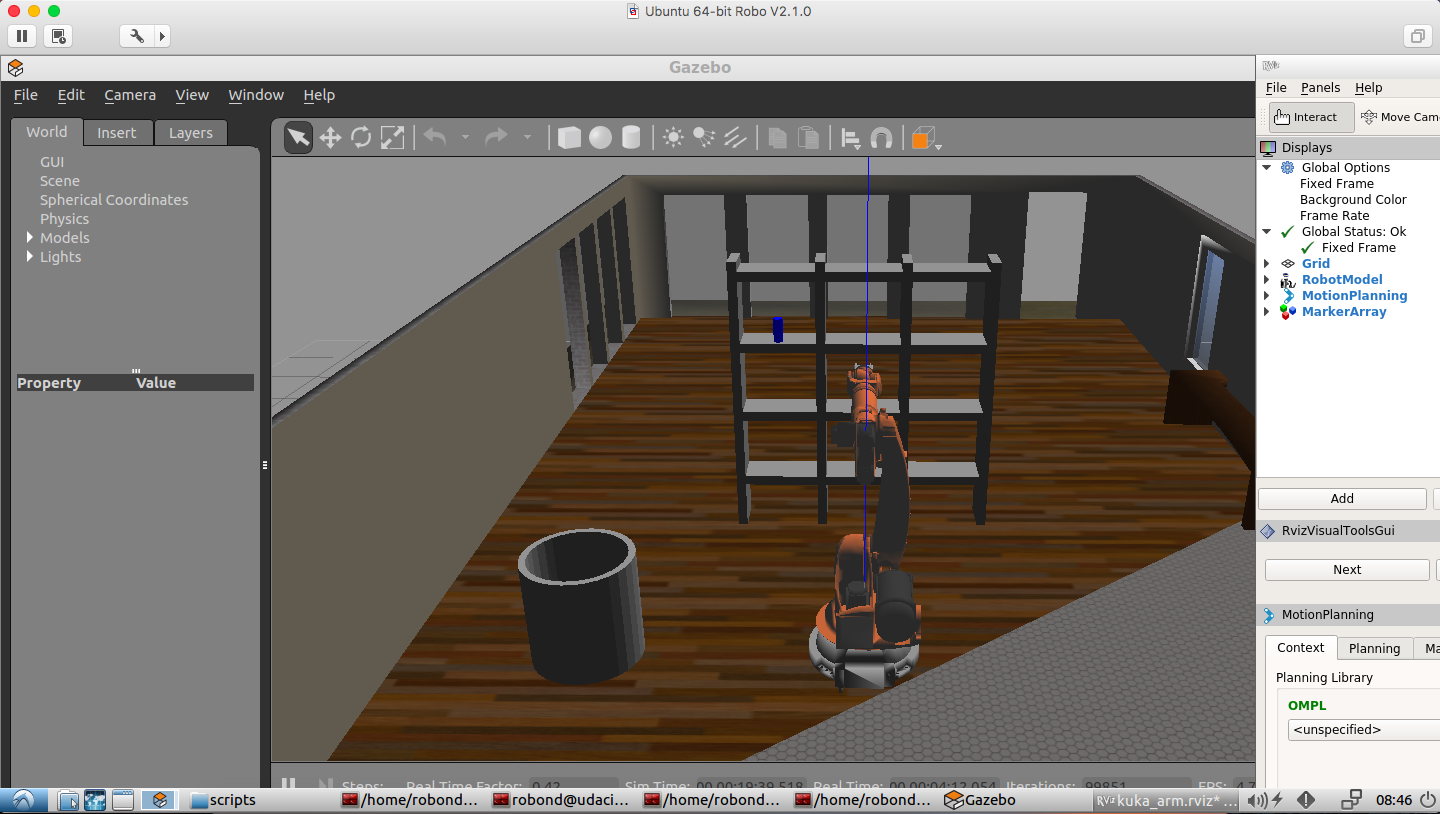 Ubuntu 64-bit Robo V2.1.0
Gazebo
File Edit Camera View Window Help
World Insert Layers
GUI
Scene
Spherical Coordinates
Physics
Models
Lights
Property Value
Steps: Real Time Factor: 0.42 Sim Time: 00 00:19:39.518 Real Time: 00 00:04:12.054 Iterations: 99851 FPS: 4.7
RViz
File Panels Help
Interact Move Cam
Displays
Global Options
Fixed Frame
Background Color
Frame Rate
Global Status: Ok
Fixed Frame
Grid
RobotModel
MotionPlanning
MarkerArray
Add
RvizVisualToolsGui
Next
MotionPlanning
Context Planning Ma
Planning Library
OMPL
<unspecified>
scripts /home/robond... robond@udaci... /home/robond... /home/robond... Gazebo RViz kuka_arm.rviz* ... 08:46